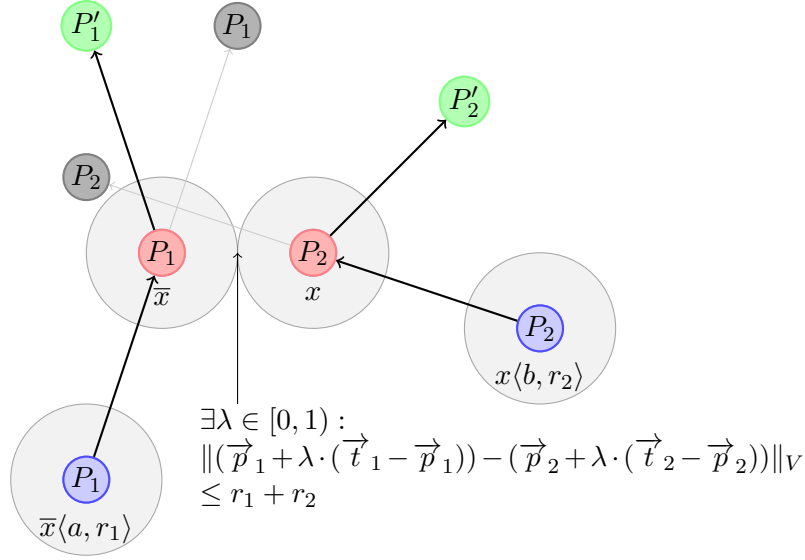 P′₁
P₁
P′₂
P₂
P₁
x̅
P₂
x
P₂
x⟨b, r₂⟩
∃λ ∈ [0, 1) :
‖(p⃗₁ + λ · (t⃗₁ − p⃗₁)) − (p⃗₂ + λ · (t⃗₂ − p⃗₂))‖_V
≤ r₁ + r₂
P₁
x̅⟨a, r₁⟩